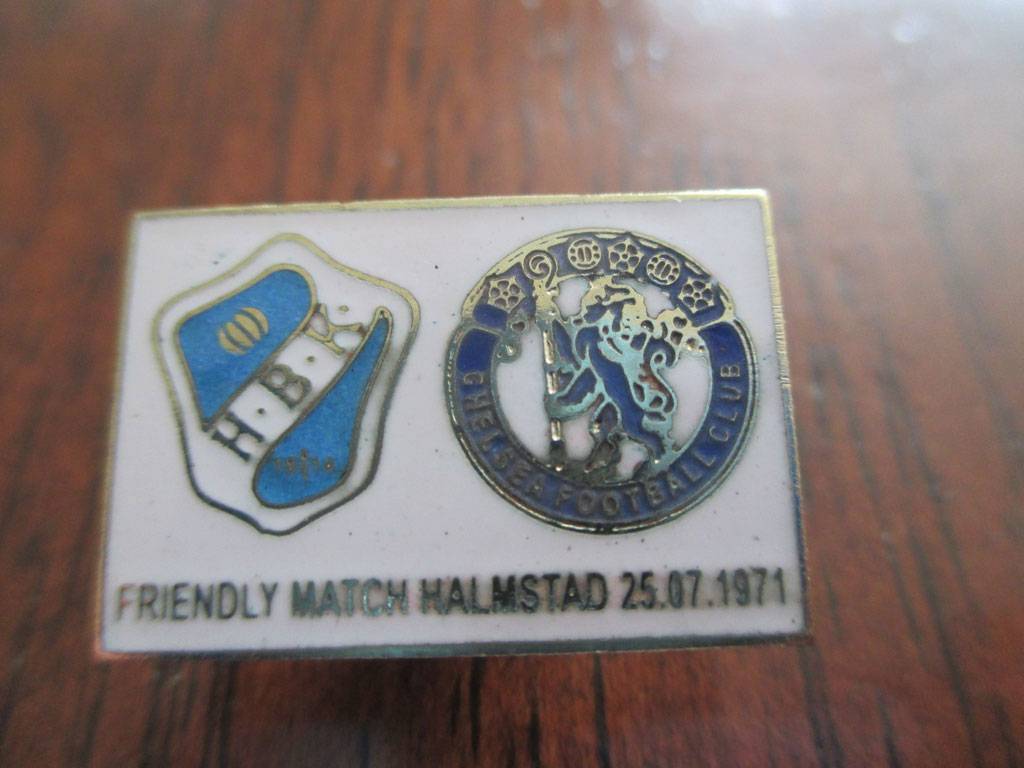 H·B·K·
1914
CHELSEA FOOTBALL CLUB
FRIENDLY MATCH HALMSTAD 25.07.1971